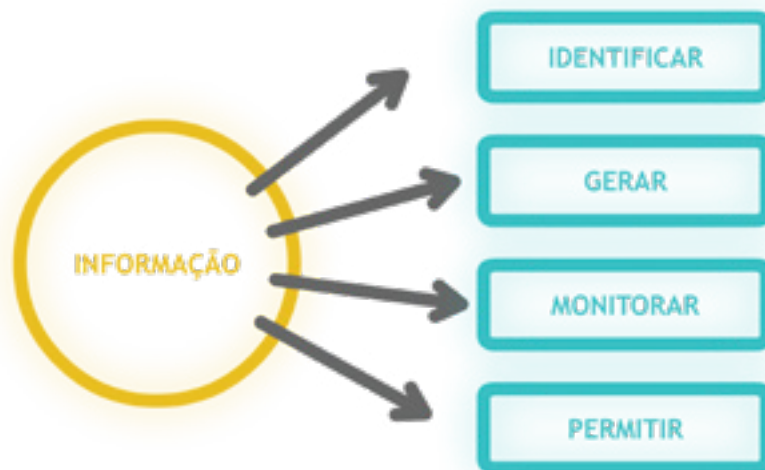 INFORMAÇÃO
IDENTIFICAR
GERAR
MONITORAR
PERMITIR